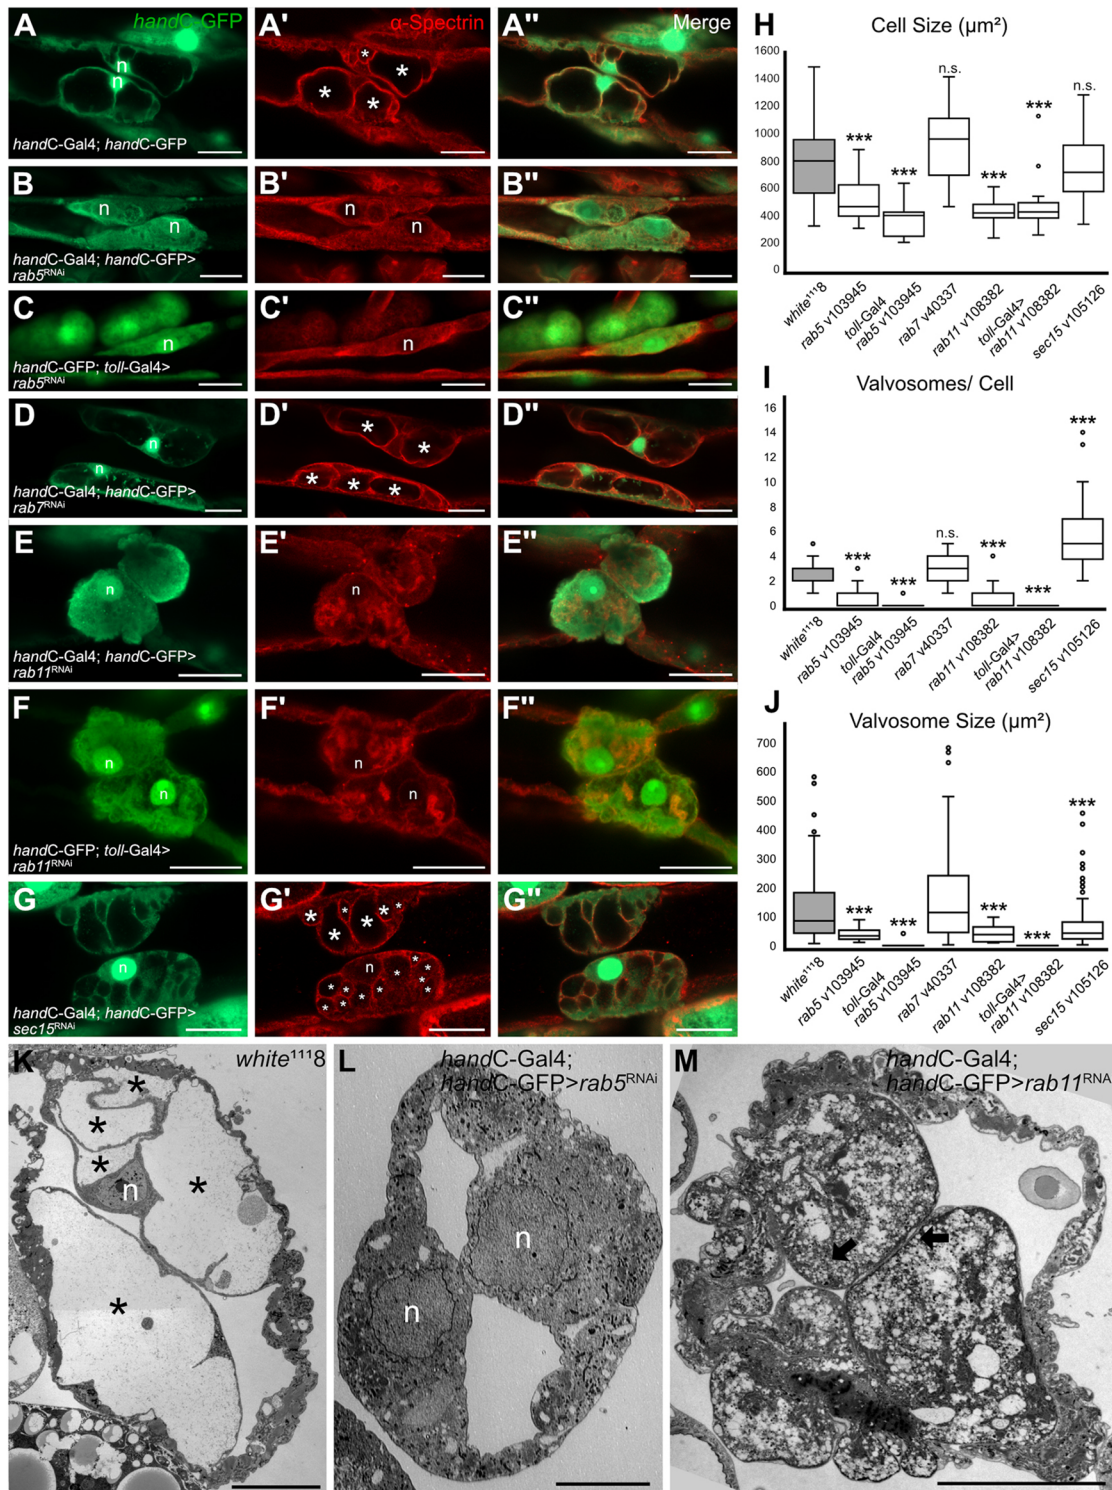 A
handC-GFP
n
n
handC-Gal4; handC-GFP
A'
α-Spectrin
*
*
*
*
A''
Merge
B
n
n
handC-Gal4; handC-GFP>
rab5RNAi
B'
n
n
B''
C
n
handC-GFP; toll-Gal4>
rab5RNAi
C'
n
C''
D
n
n
handC-Gal4; handC-GFP>
rab7RNAi
D'
* *
* * *
D''
E
n
handC-Gal4; handC-GFP>
rab11RNAi
E'
n
E''
F
n
n
handC-GFP; toll-Gal4>
rab11RNAi
F'
n
n
F''
G
n
handC-Gal4; handC-GFP>
sec15RNAi
G'
n
G''
H
Cell Size (µm²)
1600
1400
1200
1000
800
600
400
200
0
***
***
n.s.
***
***
n.s.
white¹¹¹8
rab5 v103945
toll-Gal4
rab5 v103945
rab7 v40337
rab11 v108382
toll-Gal4>
rab11 v108382
sec15 v105126
I
Valvosomes/ Cell
16
14
12
10
8
6
4
2
0
***
***
n.s.
***
***
***
white¹¹¹8
rab5 v103945
toll-Gal4
rab5 v103945
rab7 v40337
rab11 v108382
toll-Gal4>
rab11 v108382
sec15 v105126
J
Valvosome Size (µm²)
700
600
500
400
300
200
100
0
***
***
***
***
***
white¹¹¹8
rab5 v103945
toll-Gal4
rab5 v103945
rab7 v40337
rab11 v108382
toll-Gal4>
rab11 v108382
sec15 v105126
K
white¹¹¹8
*
*
*
*
n
*
L
handC-Gal4;
handC-GFP>rab5RNAi
n
n
M
handC-Gal4;
handC-GFP>rab11RNA